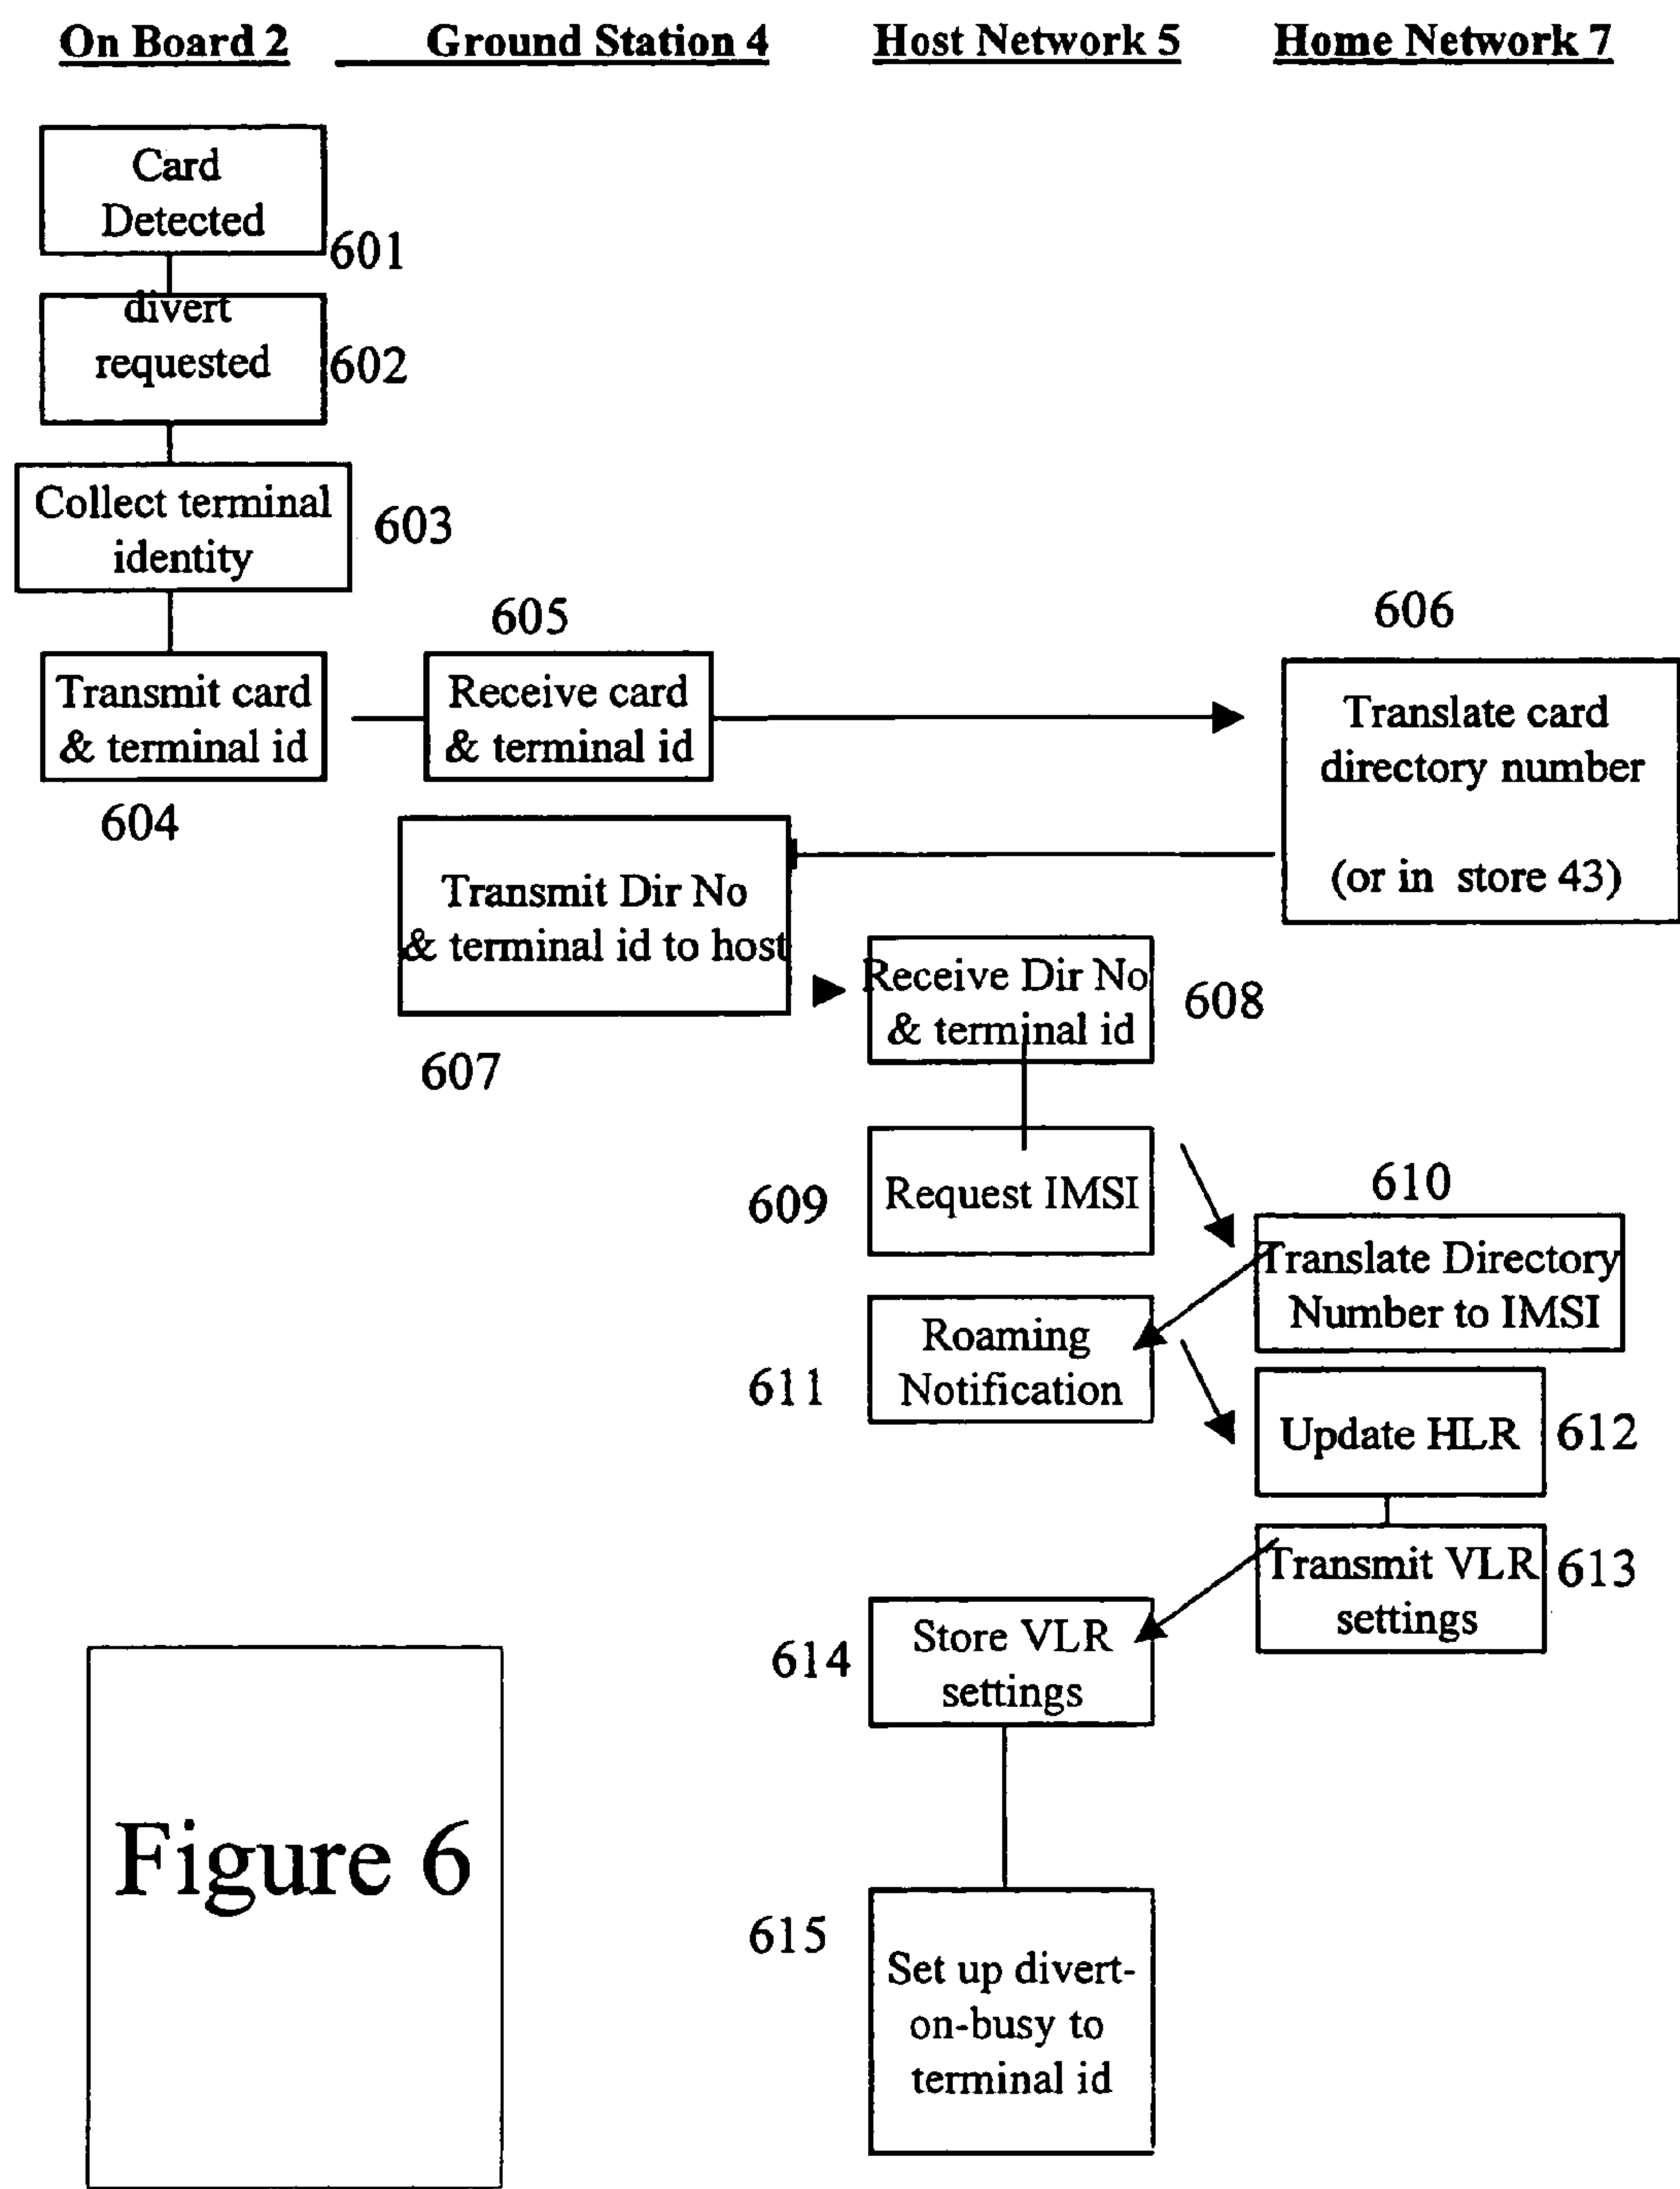 On Board 2
Ground Station 4
Host Network 5
Home Network 7
Card
Detected
601
divert
requested
602
Collect terminal
identity
603
605
606
Transmit card
& terminal id
604
Receive card
& terminal id
Translate card
directory number
(or in store 43)
Transmit Dir No
& terminal id to host
607
Receive Dir No
& terminal id
608
609
Request IMSI
610
Translate Directory
Number to IMSI
611
Roaming
Notification
Update HLR
612
Transmit VLR
settings
613
614
Store VLR
settings
615
Set up divert-
on-busy to
terminal id
Figure 6